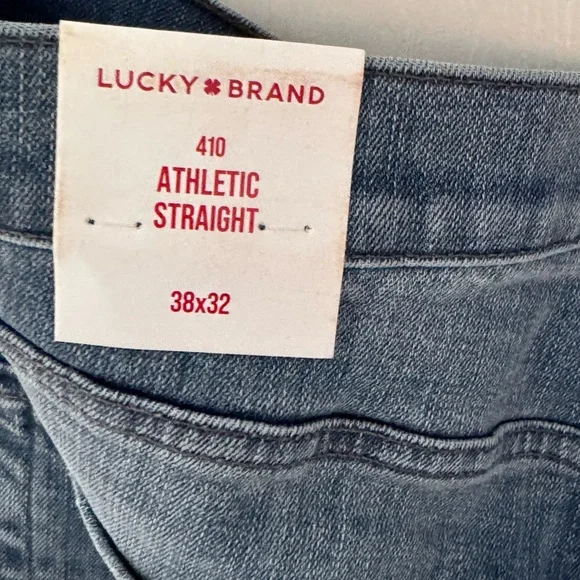 LUCKY BRAND
410
ATHLETIC
STRAIGHT
38x32